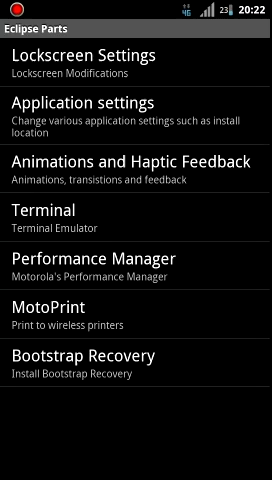 4G 23 20:22
Eclipse Parts
Lockscreen Settings
Lockscreen Modifications
Application settings
Change various application settings such as install
location
Animations and Haptic Feedback
Animations, transistions and feedback
Terminal
Terminal Emulator
Performance Manager
Motorola's Performance Manager
MotoPrint
Print to wireless printers
Bootstrap Recovery
Install Bootstrap Recovery